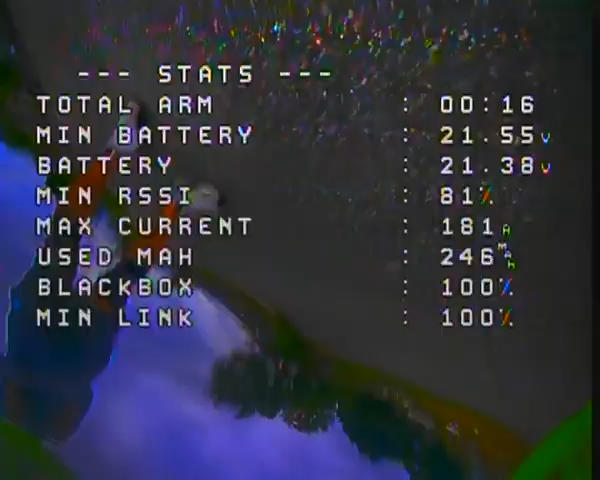 --- STATS ---
TOTAL ARM : 00:16
MIN BATTERY : 21.55V
BATTERY : 21.38V
MIN RSSI : 81%
MAX CURRENT : 181A
USED MAH : 246mAh
BLACKBOX : 100%
MIN LINK : 100%